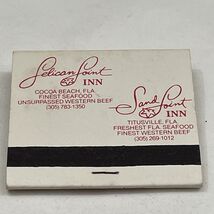 Pelican Point
INN
COCOA BEACH, FLA.
FINEST SEAFOOD
UNSURPASSED WESTERN BEEF
(305) 783-1350
Sand Point
INN
TITUSVILLE, FLA.
FRESHEST FLA. SEAFOOD
FINEST WESTERN BEEF
(305) 269-1012